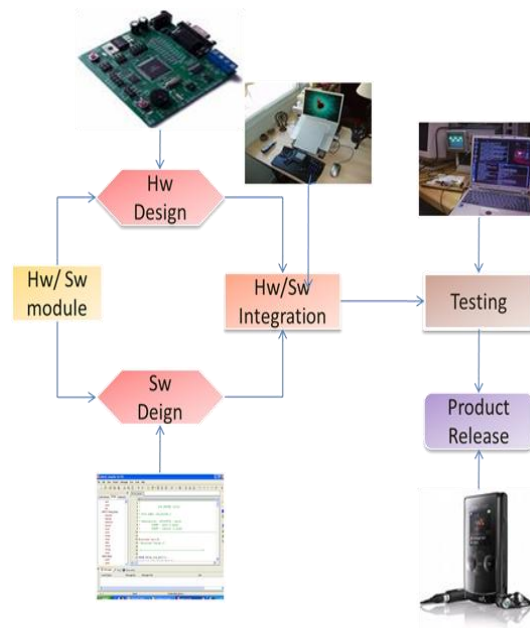 Hw
Design
Hw/ Sw
module
Hw/Sw
Integration
Testing
Sw
Deign
Product
Release